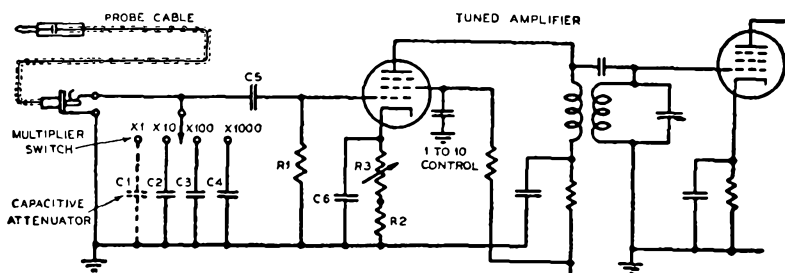 PROBE CABLE
TUNED AMPLIFIER
C5
MULTIPLIER
SWITCH
X1 X10 X100 X1000
1 TO 10
CONTROL
R1
R3
C1 C2 C3 C4
C6
CAPACITIVE
ATTENUATOR
R2